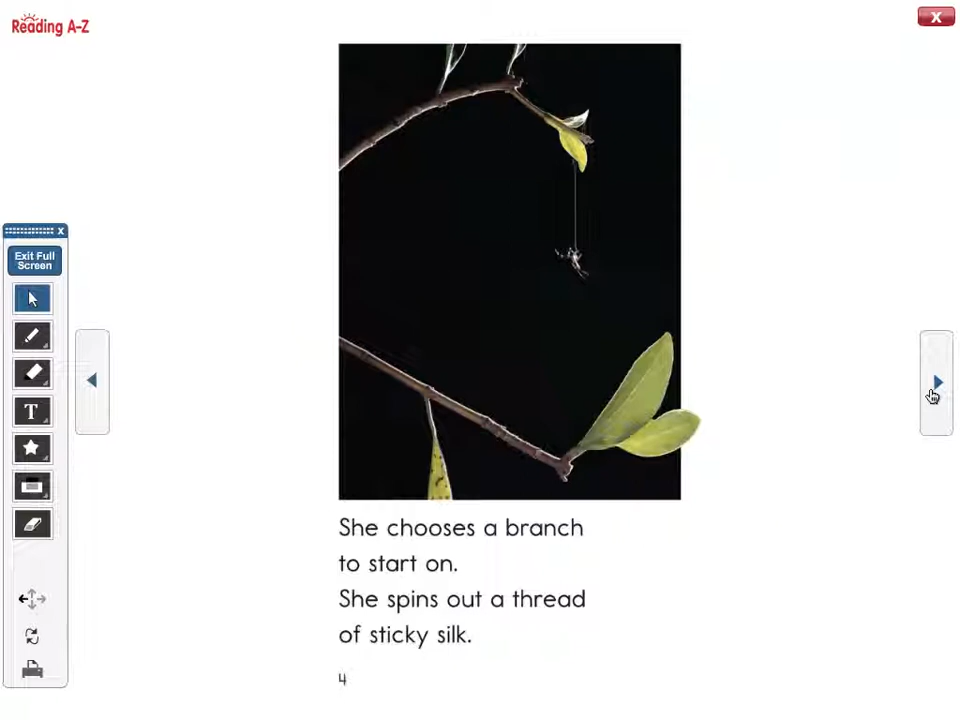 Reading A-Z
X
x
Exit Full
Screen
T
She chooses a branch
to start on.
She spins out a thread
of sticky silk.
4